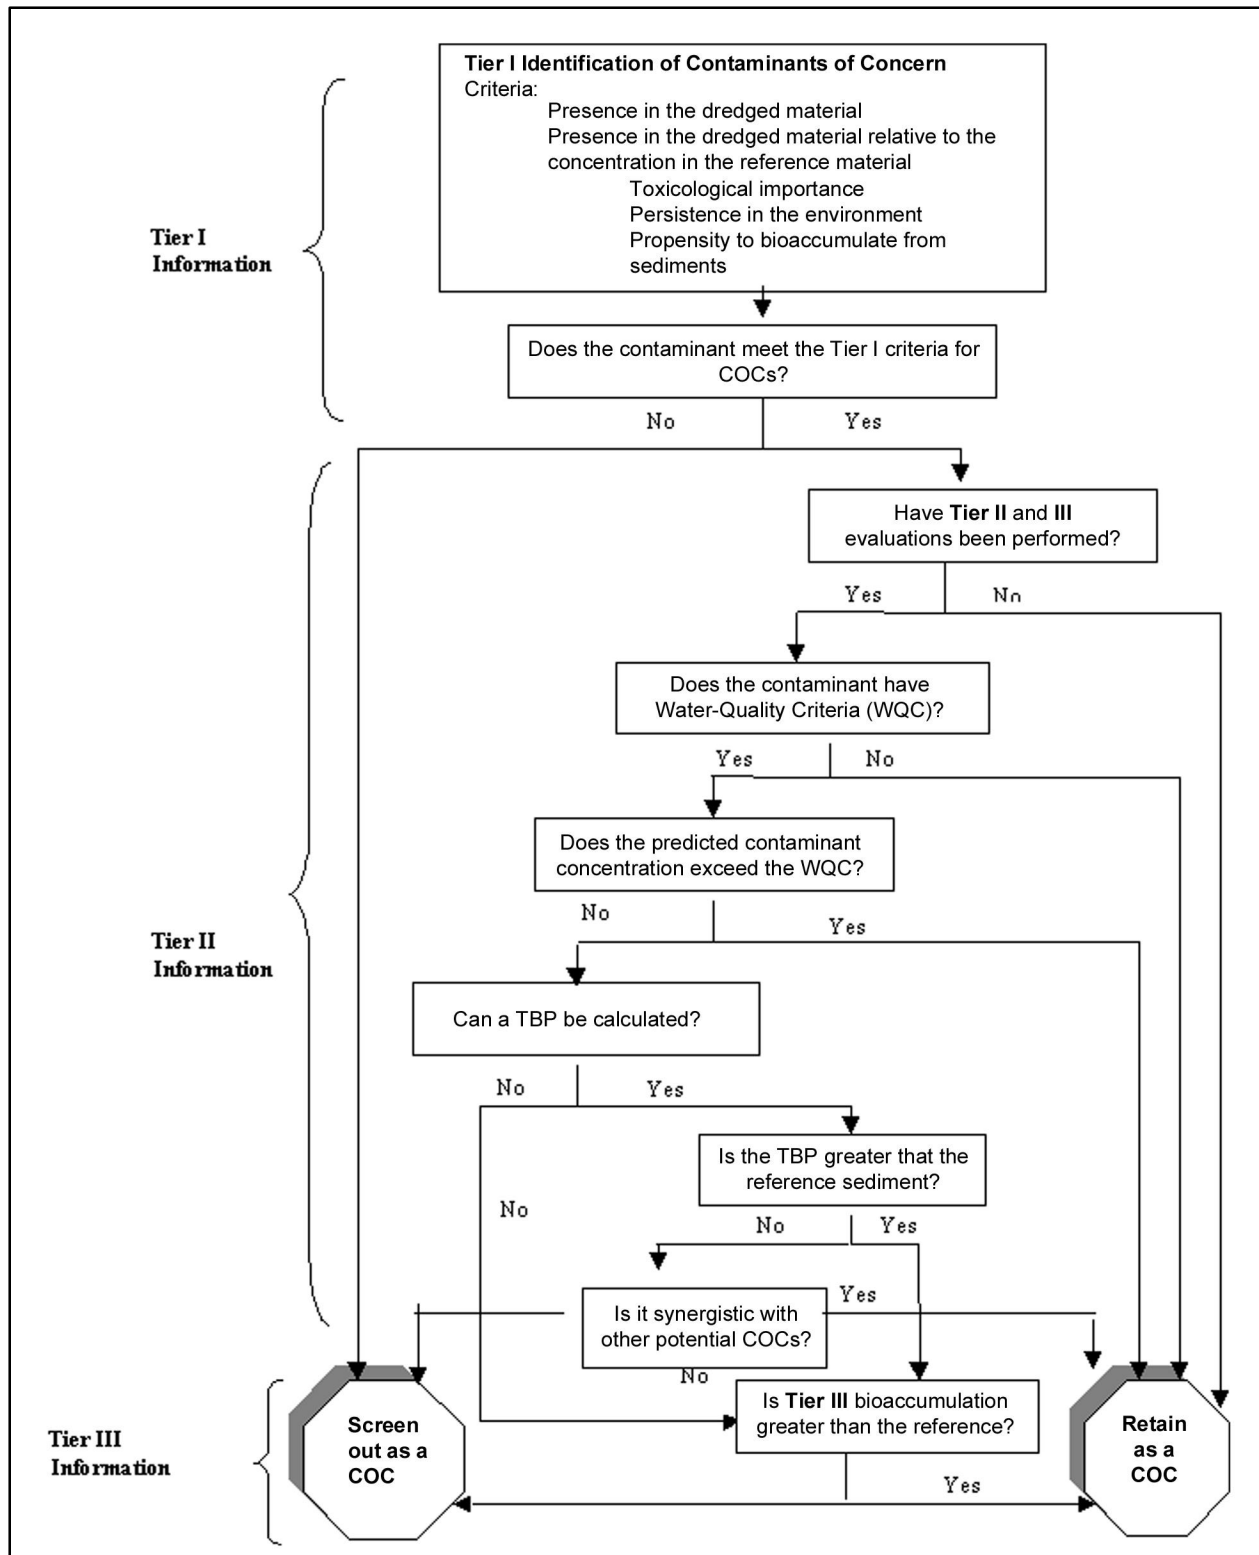 Tier I Identification of Contaminants of Concern
Criteria:
Presence in the dredged material
Presence in the dredged material relative to the
concentration in the reference material
Toxicological importance
Persistence in the environment
Propensity to bioaccumulate from
sediments
Tier I
Information
Does the contaminant meet the Tier I criteria for
COCs?
No
Yes
Have Tier II and III
evaluations been performed?
Yes
No
Does the contaminant have
Water-Quality Criteria (WQC)?
Yes
No
Does the predicted contaminant
concentration exceed the WQC?
No
Yes
Tier II
Information
Can a TBP be calculated?
No
Yes
Is the TBP greater that the
reference sediment?
No
No
Yes
Is it synergistic with
other potential COCs?
Yes
No
Is Tier III bioaccumulation
greater than the reference?
Tier III
Information
Screen
out as a
COC
Retain
as a
COC
Yes